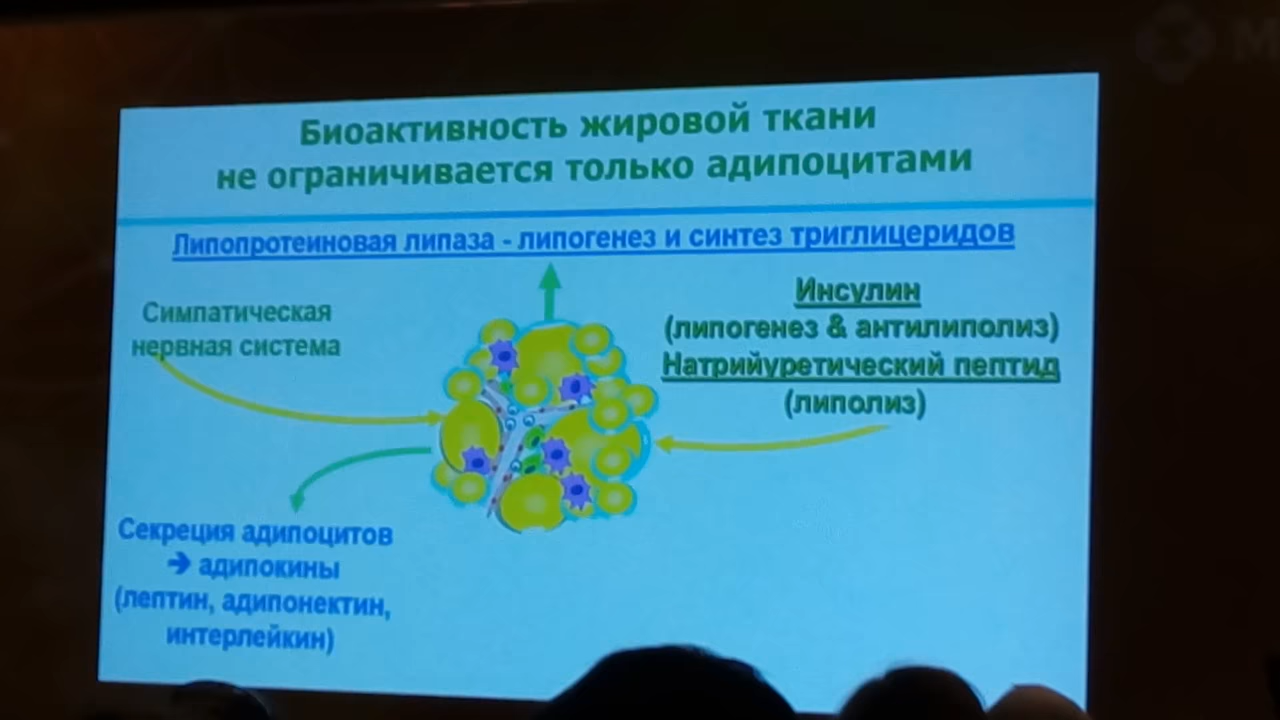 Биоактивность жировой ткани
не ограничивается только адипоцитами
Липопротеиновая липаза - липогенез и синтез триглицеридов
Симпатическая
нервная система
Инсулин
(липогенез & антилиполиз)
Натрийуретический пептид
(липолиз)
Секреция адипоцитов
➔ адипокины
(лептин, адипонектин,
интерлейкин)